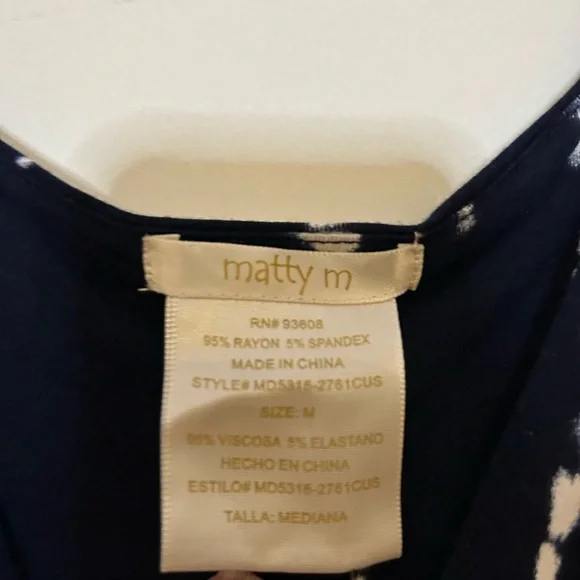 matty m
RN# 93608
95% RAYON 5% SPANDEX
MADE IN CHINA
STYLE# MD5316-2761CUS
SIZE: M
95% VISCOSA 5% ELASTANO
HECHO EN CHINA
ESTILO# MD5316-2761CUS
TALLA: MEDIANA